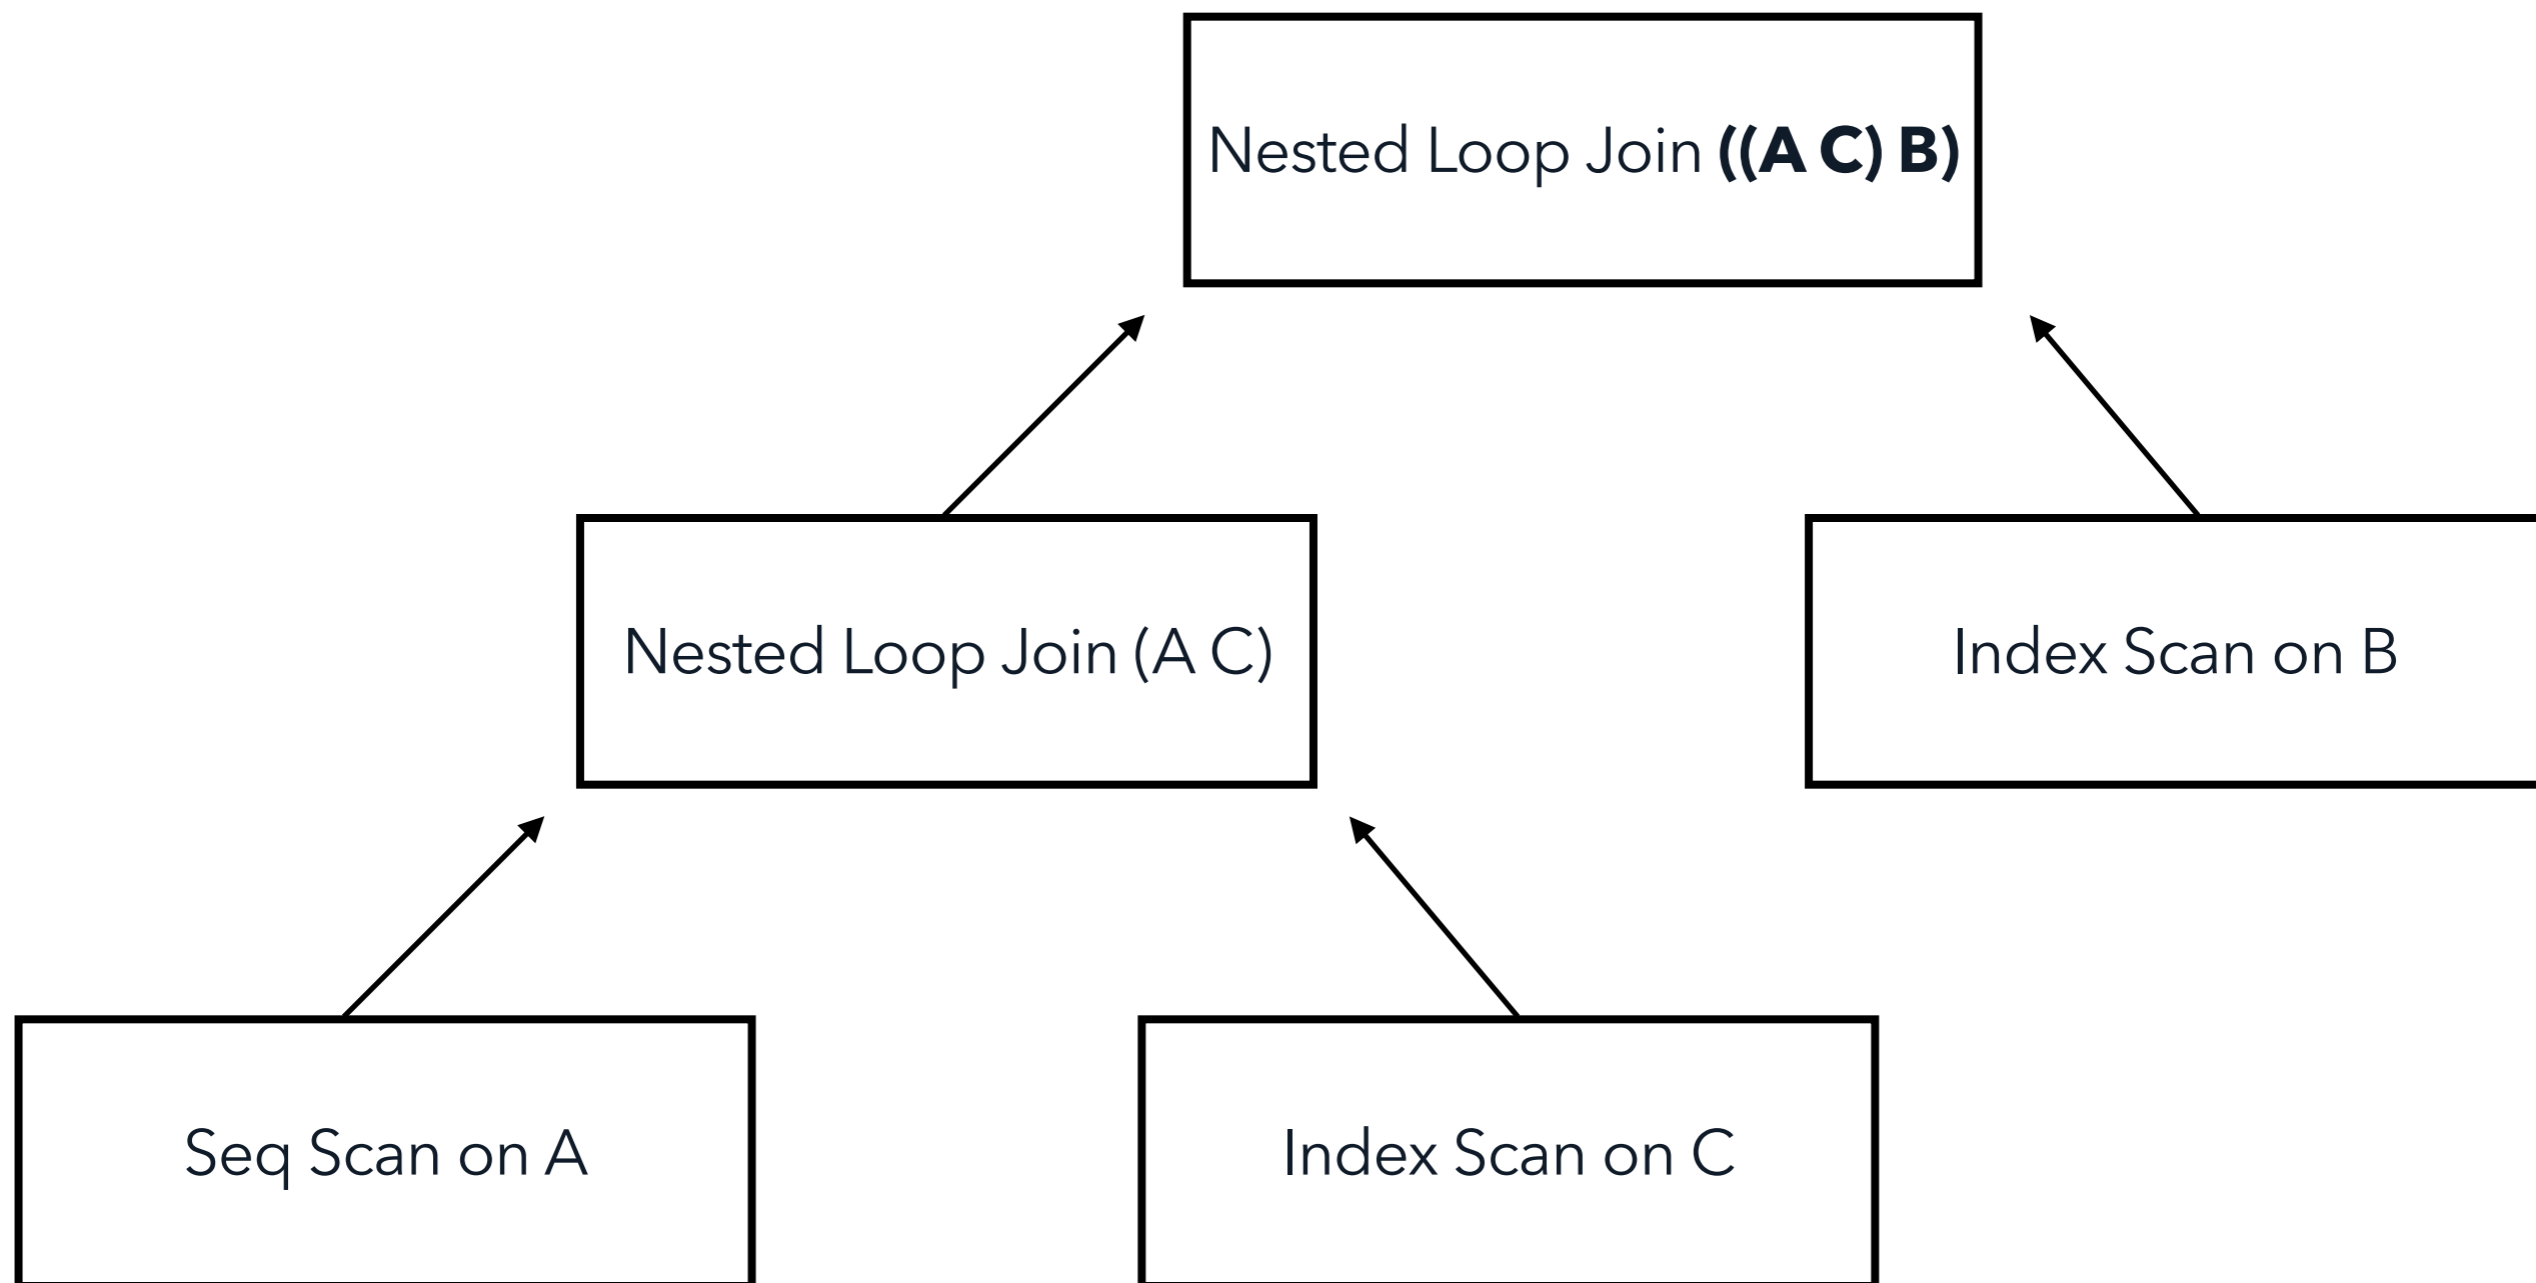 Nested Loop Join ((A C) B)
Nested Loop Join (A C)
Index Scan on B
Seq Scan on A
Index Scan on C